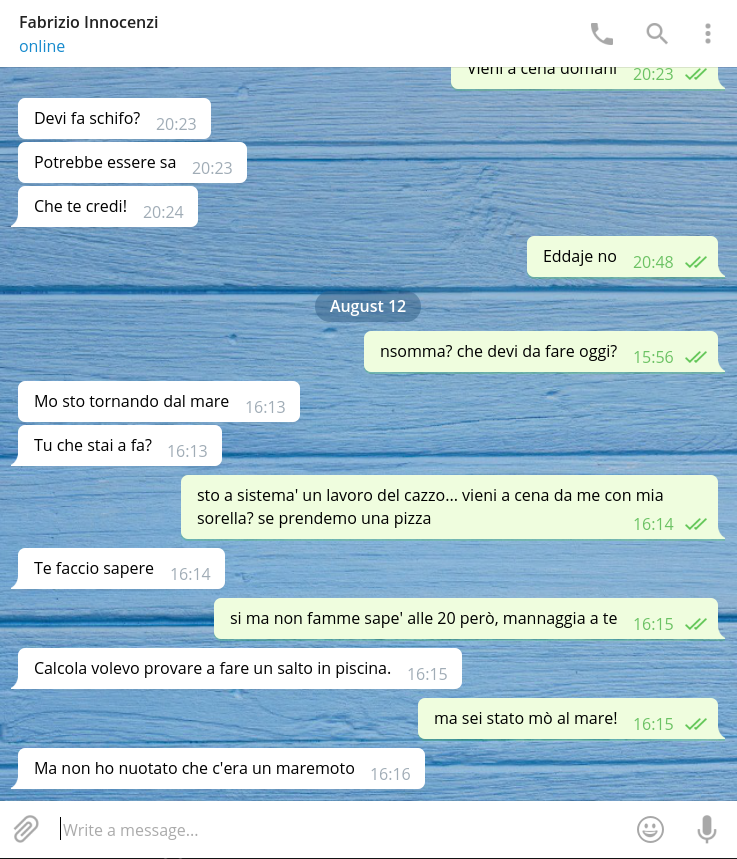 Fabrizio Innocenzi
online
Vieni a cena domani 20:23
Devi fa schifo? 20:23
Potrebbe essere sa 20:23
Che te credi! 20:24
Eddaje no 20:48
August 12
nsomma? che devi da fare oggi? 15:56
Mo sto tornando dal mare 16:13
Tu che stai a fa? 16:13
sto a sistema' un lavoro del cazzo... vieni a cena da me con mia
sorella? se prendemo una pizza 16:14
Te faccio sapere 16:14
si ma non famme sape' alle 20 però, mannaggia a te 16:15
Calcola volevo provare a fare un salto in piscina. 16:15
ma sei stato mò al mare! 16:15
Ma non ho nuotato che c'era un maremoto 16:16
Write a message...